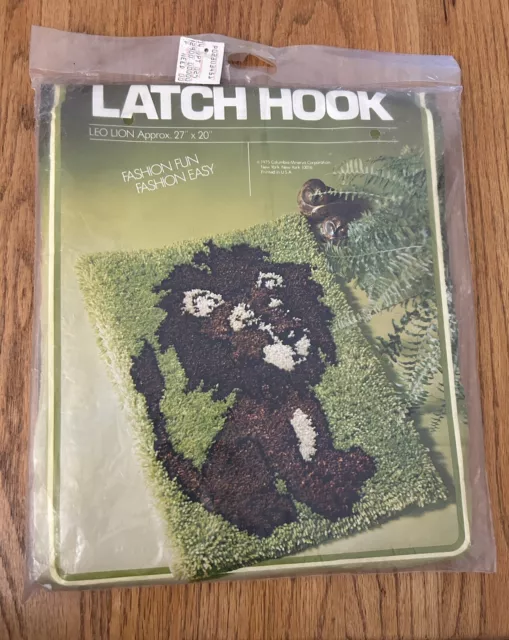 LATCH HOOK
LEO LION Approx. 27" x 20"
FASHION FUN
FASHION EASY
© 1975 Columbia-Minerva Corporation
New York, New York 10016
Printed in U.S.A.